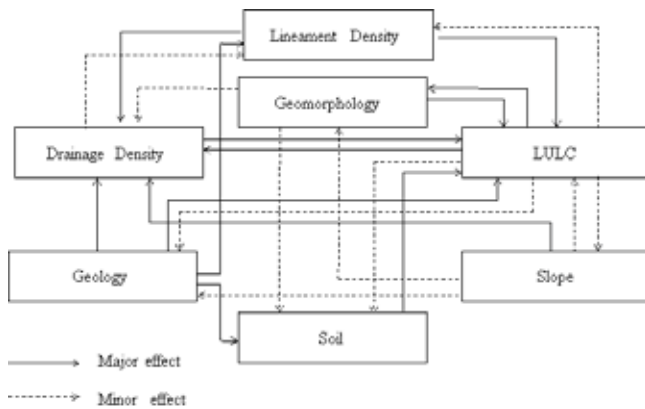 Lineament Density
Geomorphology
Drainage Density
LULC
Geology
Slope
Soil
Major effect
Minor effect